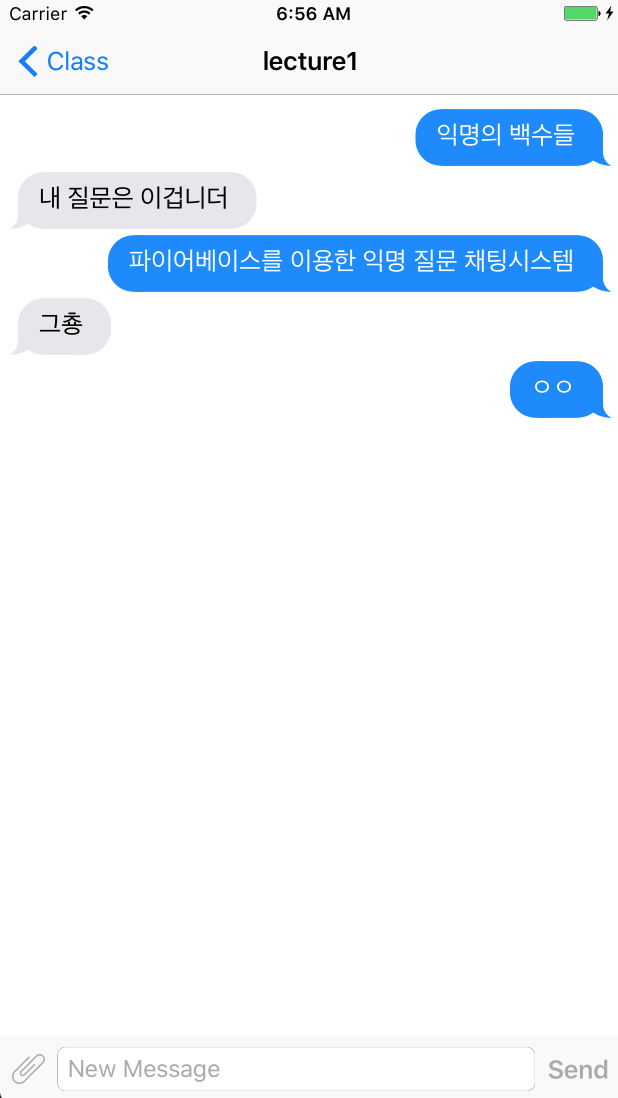 Carrier 6:56 AM
Class lecture1
익명의 백수들
내 질문은 이겁니더
파이어베이스를 이용한 익명 질문 채팅시스템
그춍
ㅇㅇ
New Message Send